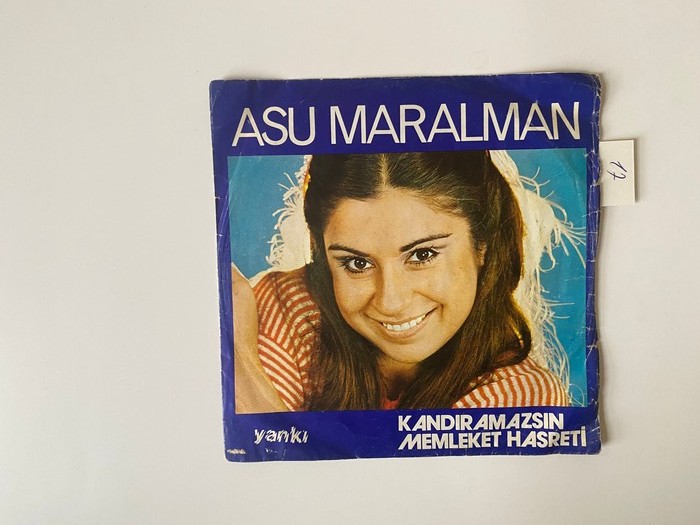 ASU MARALMAN
17
yankı
KANDIRAMAZSIN
MEMLEKET HASRETİ